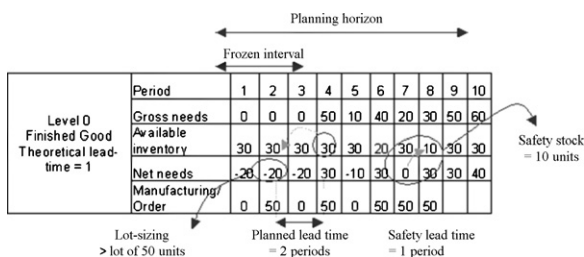 Planning horizon
Frozen interval
Level 0
Finished Good
Theoretical lead-
time = 1
Period 1 2 3 4 5 6 7 8 9 10
Gross needs 0 0 0 50 10 40 20 30 50 60
Available
inventory 30 30 30 30 30 20 30 10 30 30
Net needs -20 -20 -20 30 -10 30 0 30 30 40
Manufacturing/
Order 0 50 0 50 0 50 50 50
Safety stock
= 10 units
Lot-sizing
> lot of 50 units
Planned lead time
= 2 periods
Safety lead time
= 1 period